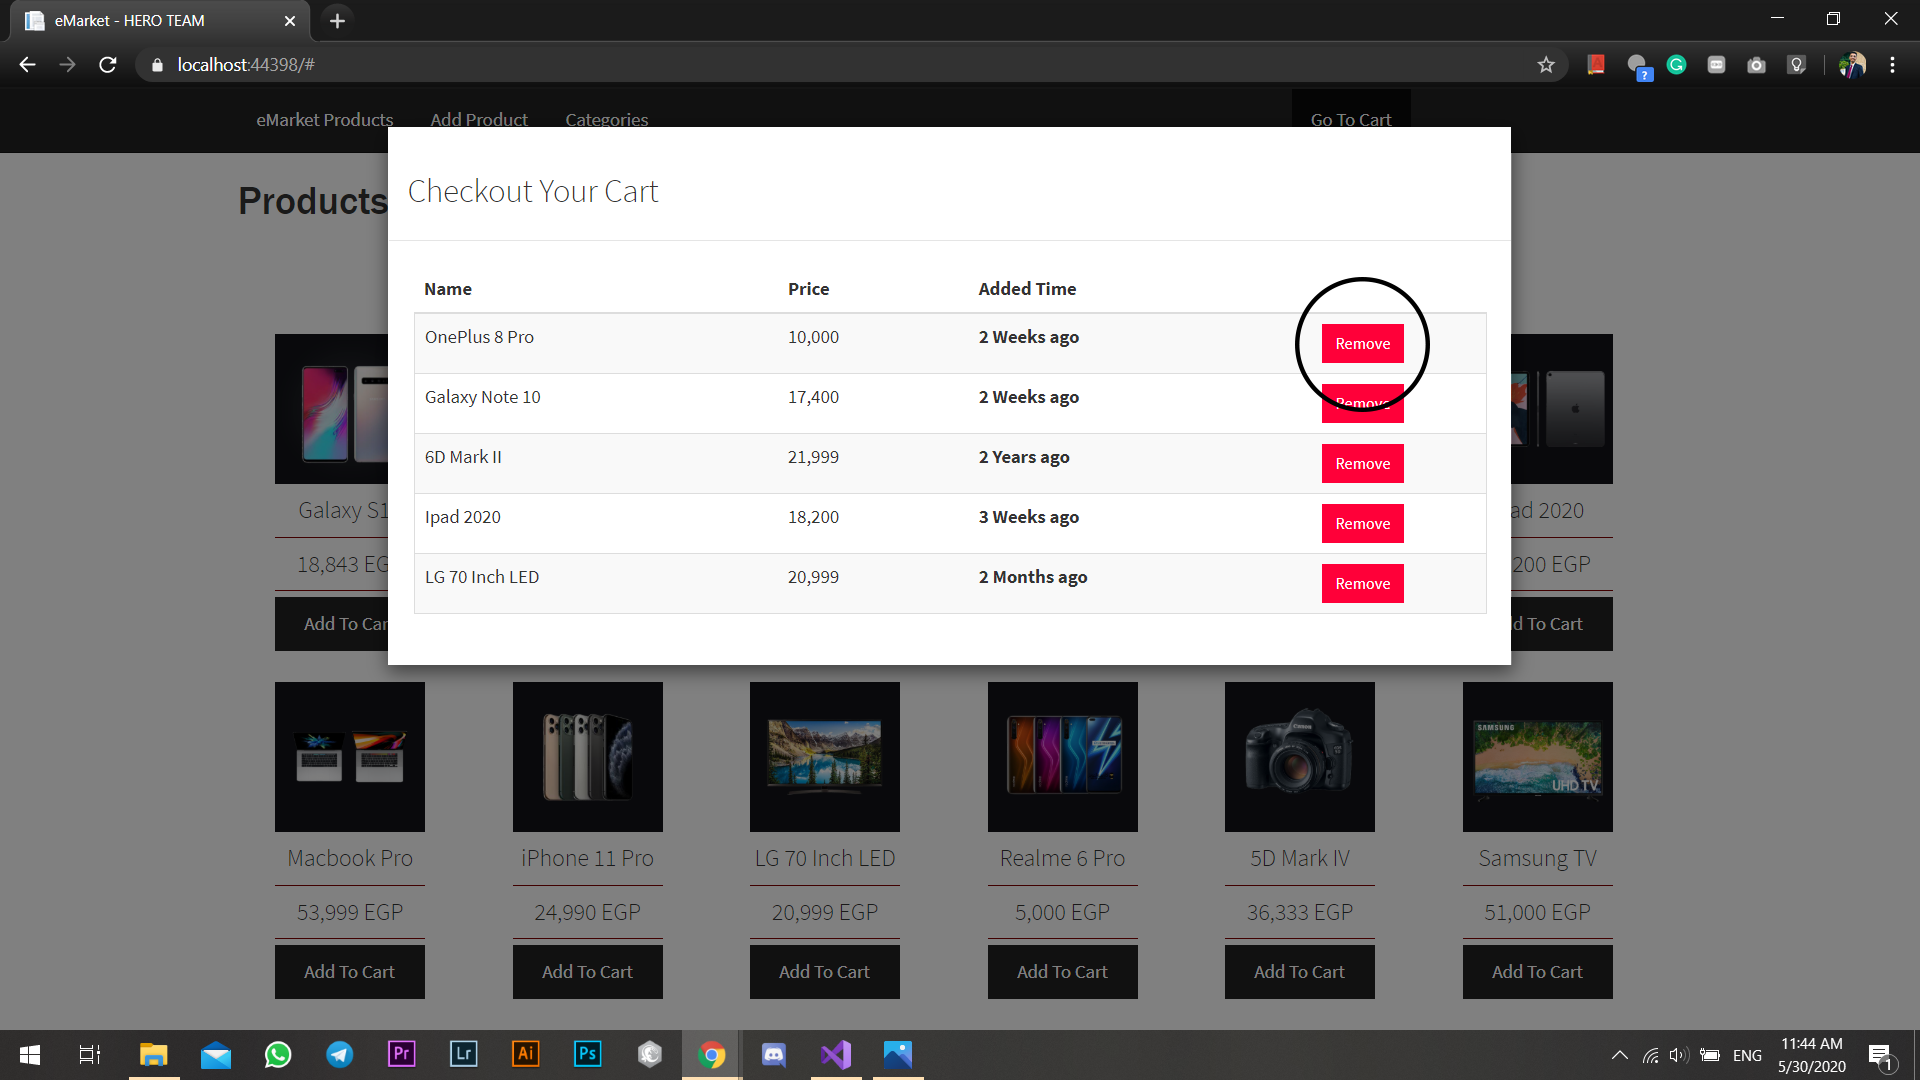 eMarket - HERO TEAM
localhost:44398/#
eMarket Products Add Product Categories Go To Cart
Products
Checkout Your Cart
Name Price Added Time
OnePlus 8 Pro 10,000 2 Weeks ago Remove
Galaxy Note 10 17,400 2 Weeks ago Remove
6D Mark II 21,999 2 Years ago Remove
Ipad 2020 18,200 3 Weeks ago Remove
LG 70 Inch LED 20,999 2 Months ago Remove
Galaxy S1 ad 2020
18,843 EG 200 EGP
Add To Car d To Cart
SAMSUNG
UHD TV
Canon
Macbook Pro iPhone 11 Pro LG 70 Inch LED Realme 6 Pro 5D Mark IV Samsung TV
53,999 EGP 24,990 EGP 20,999 EGP 5,000 EGP 36,333 EGP 51,000 EGP
Add To Cart Add To Cart Add To Cart Add To Cart Add To Cart Add To Cart
Pr Lr Ai Ps
ENG
11:44 AM
5/30/2020
1